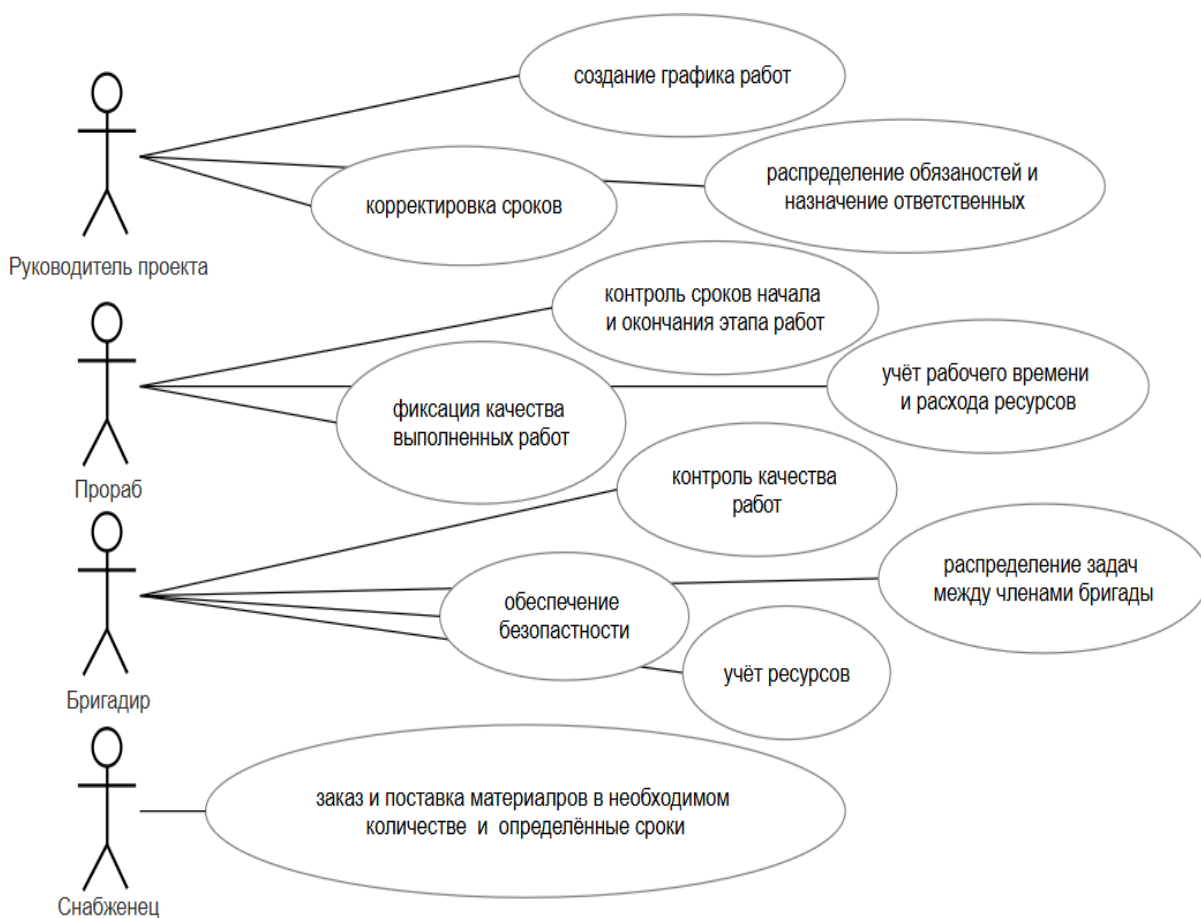 создание графика работ
распределение обязаностей и
назначение ответственных
корректировка сроков
Руководитель проекта
контроль сроков начала
и окончания этапа работ
учёт рабочего времени
и расхода ресурсов
фиксация качества
выполненных работ
Прораб
контроль качества
работ
распределение задач
между членами бригады
обеспечение
безопастности
учёт ресурсов
Бригадир
заказ и поставка материалров в необходимом
количестве и определённые сроки
Снабженец